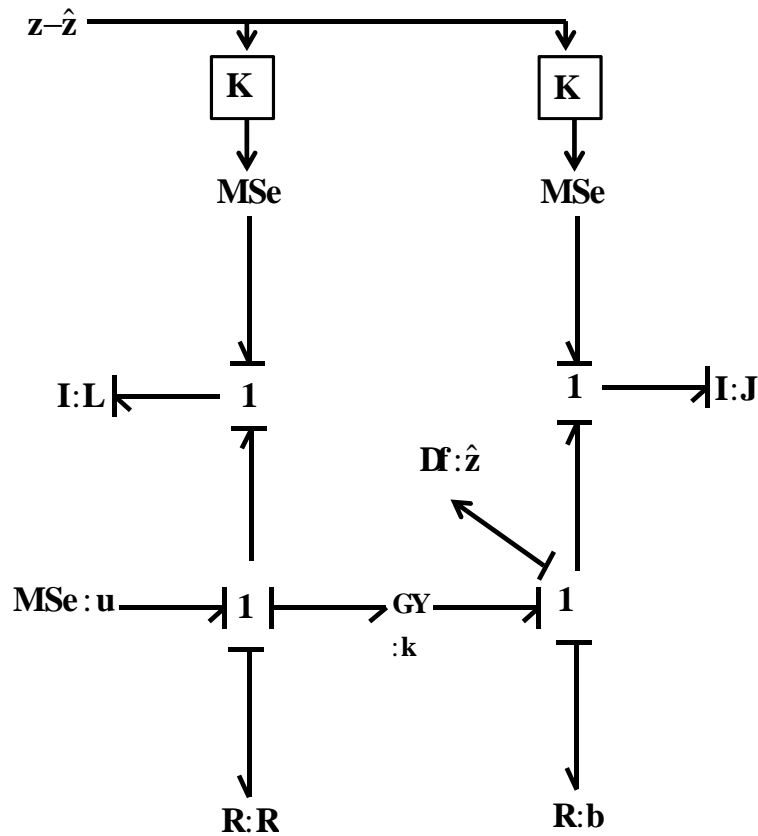 z–ẑ
K K
MSe MSe
I:L 1 1 I:J
Df:ẑ
MSe:u 1 GY 1
:k
R:R R:b